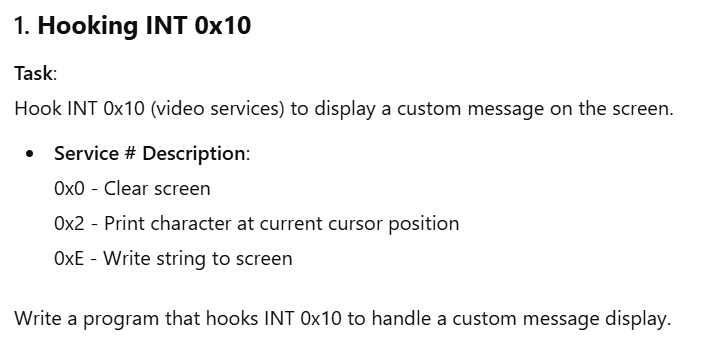 1. Hooking INT 0x10
Task:
Hook INT 0x10 (video services) to display a custom message on the screen.
• Service # Description:
0x0 - Clear screen
0x2 - Print character at current cursor position
0xE - Write string to screen
Write a program that hooks INT 0x10 to handle a custom message display.